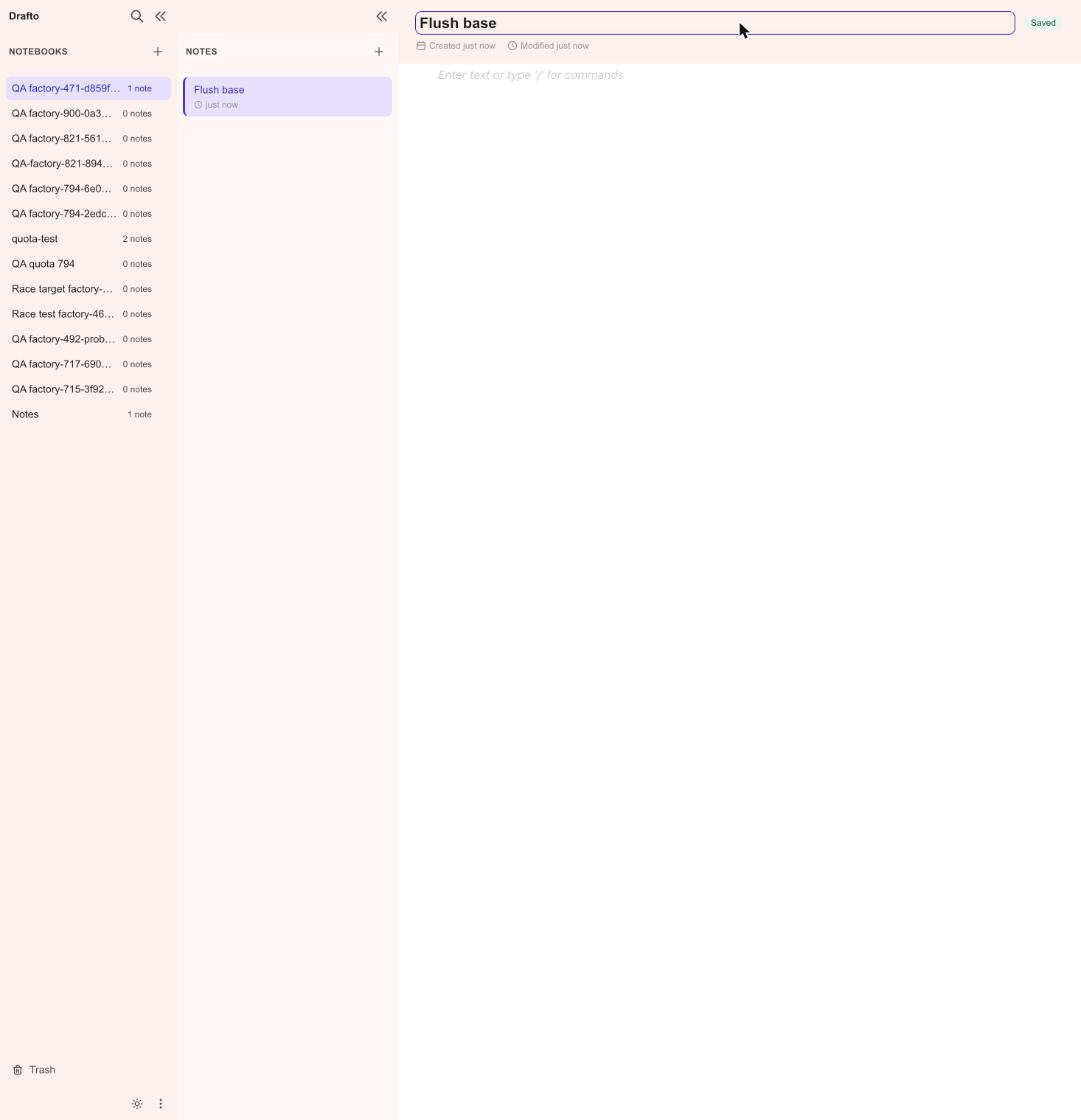 Drafto
NOTEBOOKS
QA factory-471-d859f... 1 note
QA factory-900-0a3... 0 notes
QA factory-821-561... 0 notes
QA-factory-821-894... 0 notes
QA factory-794-6e0... 0 notes
QA factory-794-2edc... 0 notes
quota-test 2 notes
QA quota 794 0 notes
Race target factory-... 0 notes
Race test factory-46... 0 notes
QA factory-492-prob... 0 notes
QA factory-717-690... 0 notes
QA factory-715-3f92... 0 notes
Notes 1 note
Trash
NOTES
Flush base
just now
Flush base
Saved
Created just now Modified just now
Enter text or type '/' for commands